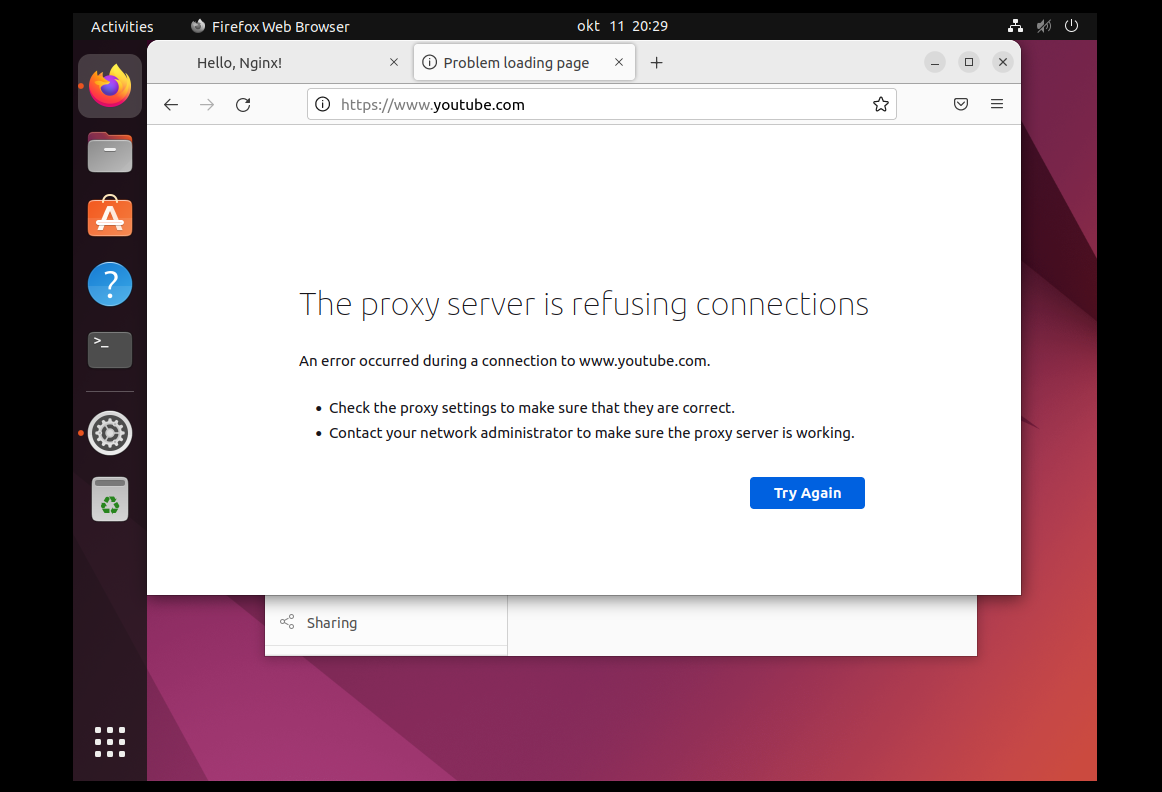 Activities
Firefox Web Browser
okt 11 20:29
Hello, Nginx!
Problem loading page
https://www.youtube.com
The proxy server is refusing connections
An error occurred during a connection to www.youtube.com.
• Check the proxy settings to make sure that they are correct.
• Contact your network administrator to make sure the proxy server is working.
Try Again
Sharing